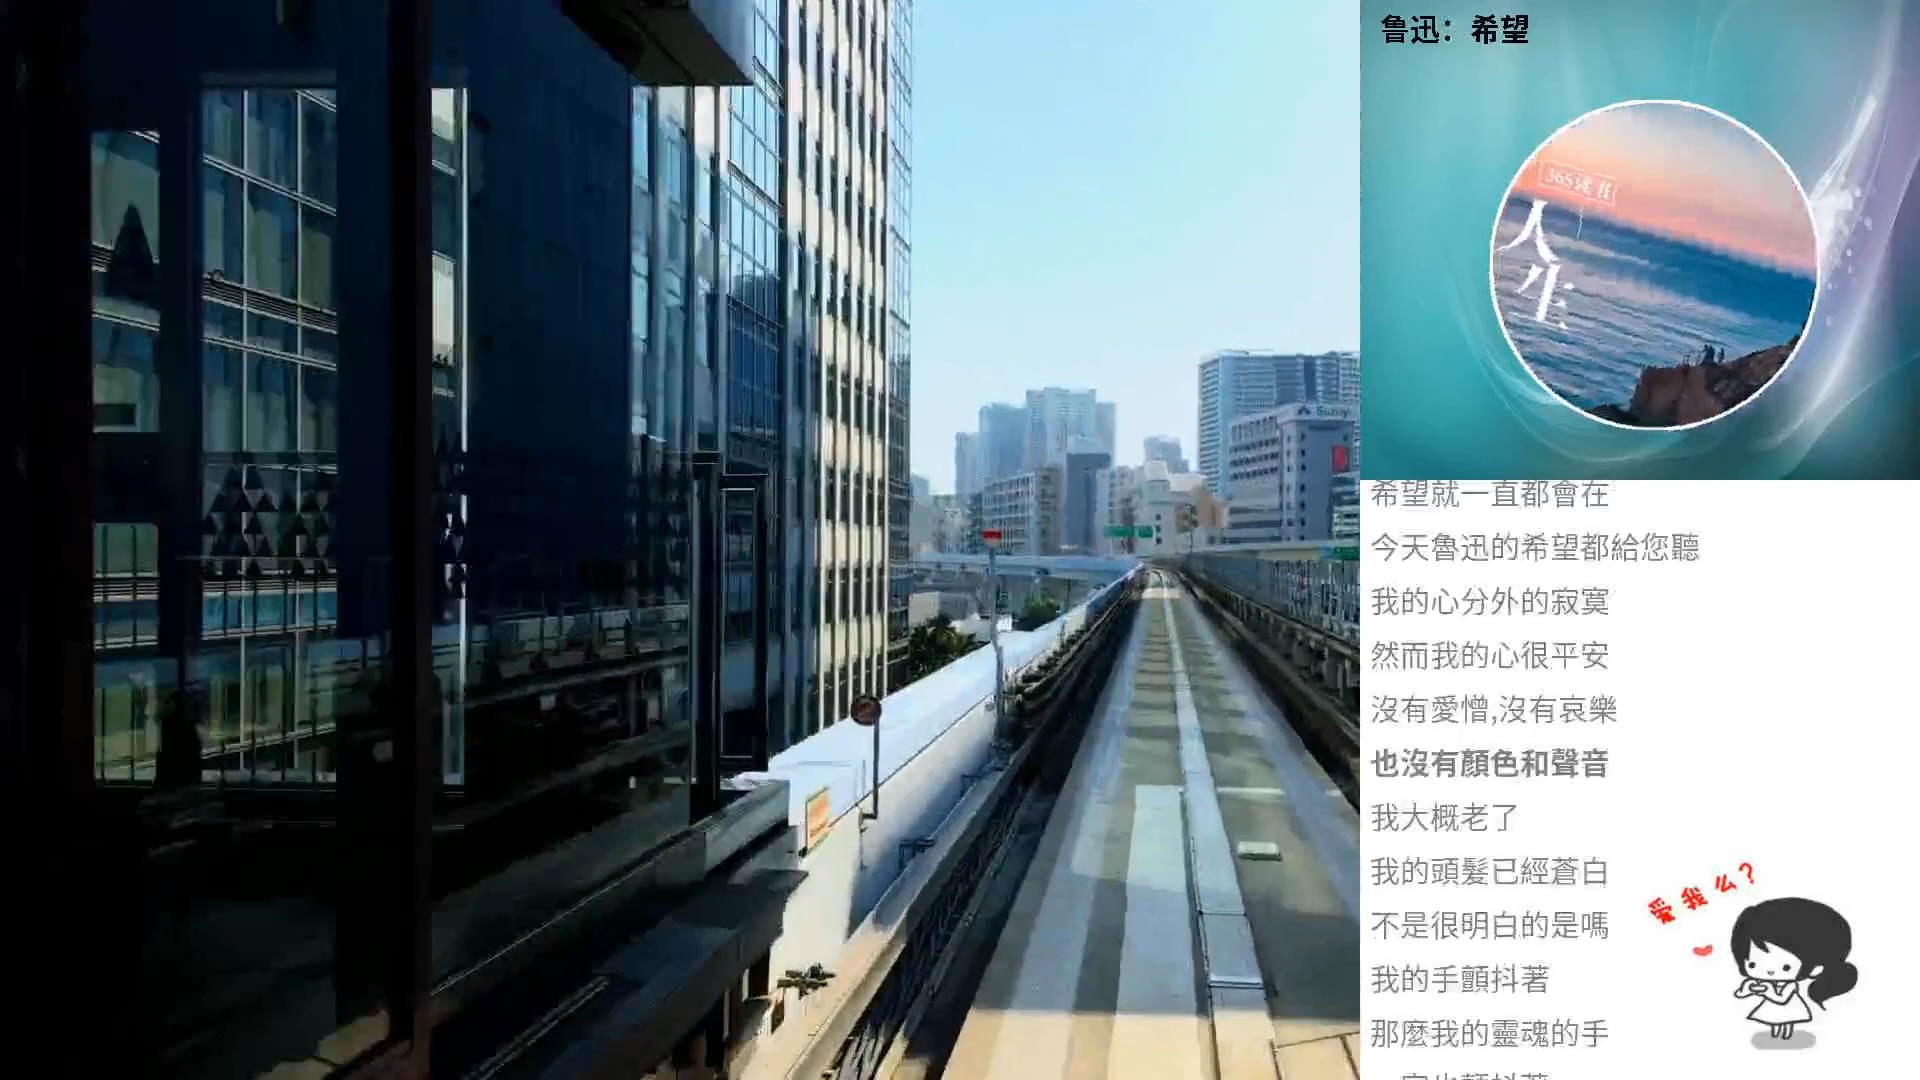 鲁迅：希望
365读书
人生
希望就一直都會在
今天魯迅的希望都給您聽
我的心分外的寂寞
然而我的心很平安
沒有愛憎,沒有哀樂
也沒有顏色和聲音
我大概老了
我的頭髮已經蒼白
不是很明白的是嗎
我的手顫抖著
那麼我的靈魂的手
爱我么?